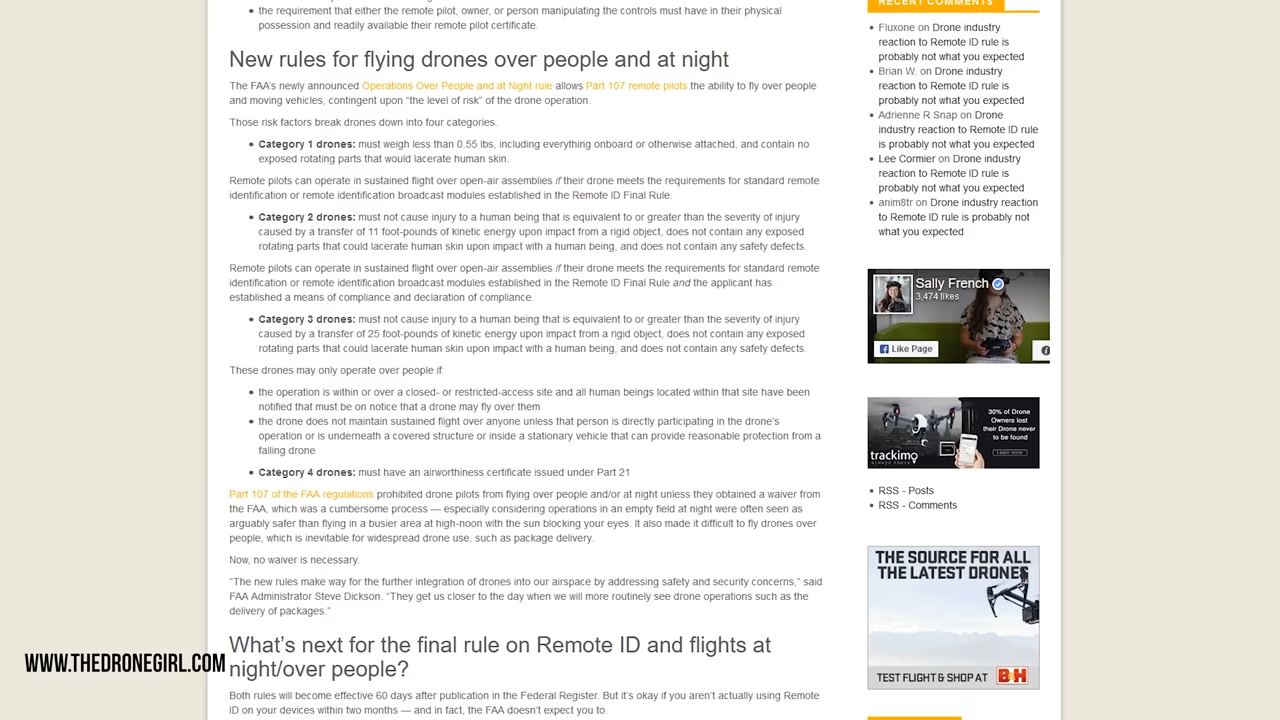 the requirement that either the remote pilot, owner, or person manipulating the controls must have in their physical
possession and readily available their remote pilot certificate.
New rules for flying drones over people and at night
The FAA's newly announced Operations Over People and at Night rule allows Part 107 remote pilots the ability to fly over people
and moving vehicles, contingent upon “the level of risk” of the drone operation.
Those risk factors break drones down into four categories.
Category 1 drones: must weigh less than 0.55 lbs, including everything onboard or otherwise attached, and contain no
exposed rotating parts that would lacerate human skin.
Remote pilots can operate in sustained flight over open-air assemblies if their drone meets the requirements for standard remote
identification or remote identification broadcast modules established in the Remote ID Final Rule.
Category 2 drones: must not cause injury to a human being that is equivalent to or greater than the severity of injury
caused by a transfer of 11 foot-pounds of kinetic energy upon impact from a rigid object, does not contain any exposed
rotating parts that could lacerate human skin upon impact with a human being, and does not contain any safety defects.
Remote pilots can operate in sustained flight over open-air assemblies if their drone meets the requirements for standard remote
identification or remote identification broadcast modules established in the Remote ID Final Rule and the applicant has
established a means of compliance and declaration of compliance.
Category 3 drones: must not cause injury to a human being that is equivalent to or greater than the severity of injury
caused by a transfer of 25 foot-pounds of kinetic energy upon impact from a rigid object, does not contain any exposed
rotating parts that could lacerate human skin upon impact with a human being, and does not contain any safety defects.
These drones may only operate over people if:
the operation is within or over a closed- or restricted-access site and all human beings located within that site have been
notified that must be on notice that a drone may fly over them
the drone does not maintain sustained flight over anyone unless that person is directly participating in the drone's
operation or is underneath a covered structure or inside a stationary vehicle that can provide reasonable protection from a
falling drone
Category 4 drones: must have an airworthiness certificate issued under Part 21
Part 107 of the FAA regulations prohibited drone pilots from flying over people and/or at night unless they obtained a waiver from
the FAA, which was a cumbersome process — especially considering operations in an empty field at night were often seen as
arguably safer than flying in a busier area at high-noon with the sun blocking your eyes. It also made it difficult to fly drones over
people, which is inevitable for widespread drone use, such as package delivery.
Now, no waiver is necessary.
“The new rules make way for the further integration of drones into our airspace by addressing safety and security concerns,” said
FAA Administrator Steve Dickson. “They get us closer to the day when we will more routinely see drone operations such as the
delivery of packages.”
What's next for the final rule on Remote ID and flights at
night/over people?
Both rules will become effective 60 days after publication in the Federal Register. But it's okay if you aren't actually using Remote
ID on your devices within two months — and in fact, the FAA doesn't expect you to.
WWW.THEDRONEGIRL.COM
RECENT COMMENTS
Fluxone on Drone industry
reaction to Remote ID rule is
probably not what you expected
Brian W. on Drone industry
reaction to Remote ID rule is
probably not what you expected
Adrienne R Snap on Drone
industry reaction to Remote ID rule
is probably not what you expected
Lee Cormier on Drone industry
reaction to Remote ID rule is
probably not what you expected
anim8tr on Drone industry reaction
to Remote ID rule is probably not
what you expected
Sally French
3,474 likes
Like Page
30% of Drone
Owners lost
their Drone never
to be found
Learn more
trackimo
always there
RSS - Posts
RSS - Comments
THE SOURCE FOR ALL
THE LATEST DRONES
TEST FLIGHT & SHOP AT B&H